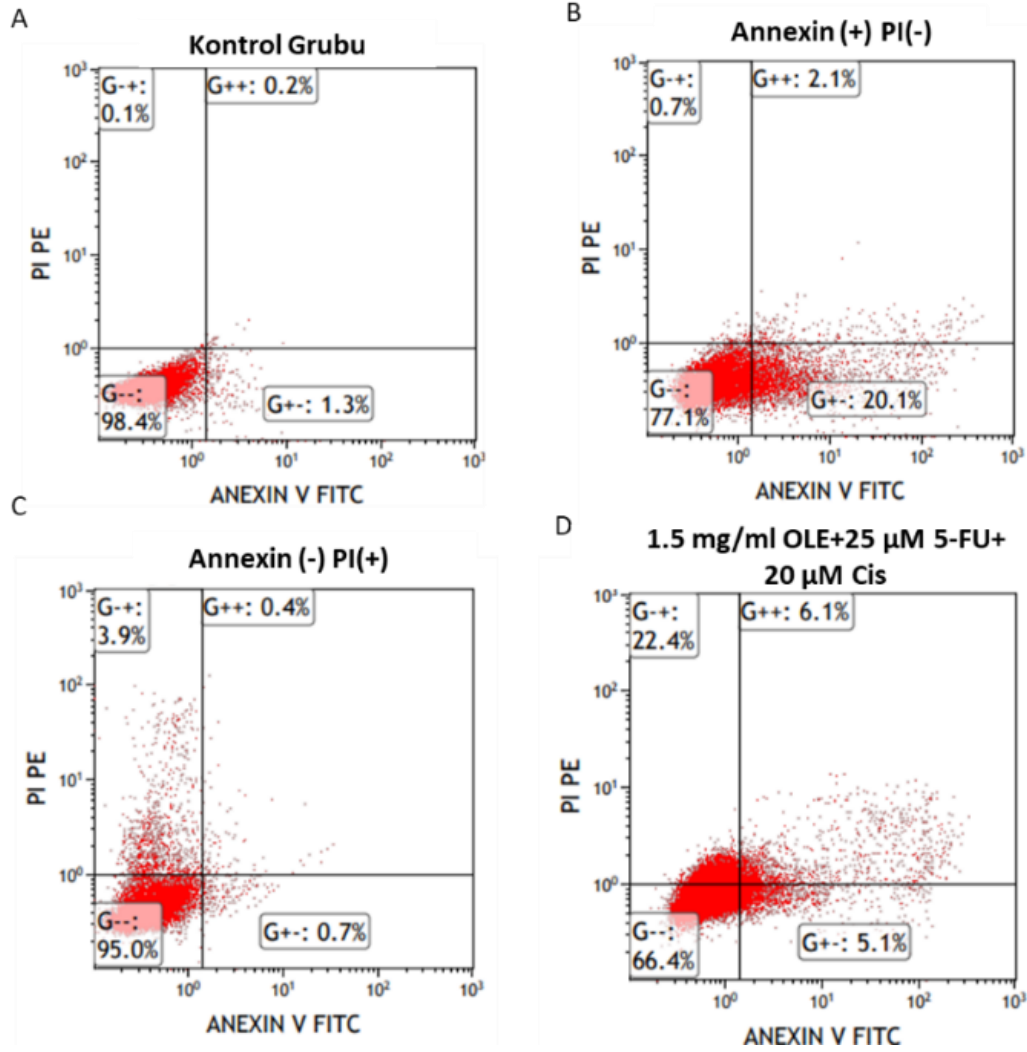 A
Kontrol Grubu
G-+:
0.1%
G++: 0.2%
G--:
98.4%
G+-: 1.3%
10³
10²
10¹
10⁰
PI PE
10⁰
10¹
10²
10³
ANEXIN V FITC
B
Annexin (+) PI(-)
G-+:
0.7%
G++: 2.1%
G--:
77.1%
G+-: 20.1%
10³
10²
10¹
10⁰
PI PE
10⁰
10¹
10²
10³
ANEXIN V FITC
C
Annexin (-) PI(+)
G-+:
3.9%
G++: 0.4%
G--:
95.0%
G+-: 0.7%
10³
10²
10¹
10⁰
PI PE
10⁰
10¹
10²
10³
ANEXIN V FITC
D
1.5 mg/ml OLE+25 µM 5-FU+
20 µM Cis
G-+:
22.4%
G++: 6.1%
G--:
66.4%
G+-: 5.1%
10³
10²
10¹
10⁰
PI PE
10⁰
10¹
10²
10³
ANEXIN V FITC